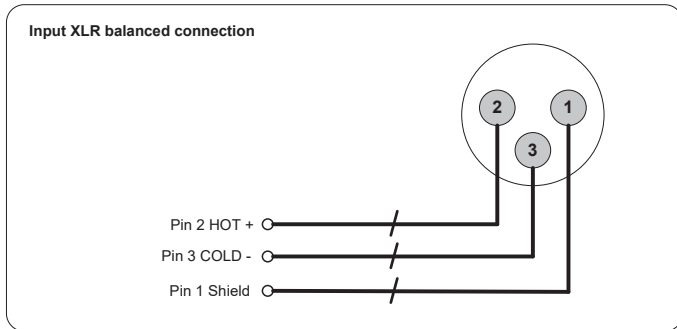 Input XLR balanced connection
2
1
3
Pin 2 HOT +
Pin 3 COLD -
Pin 1 Shield